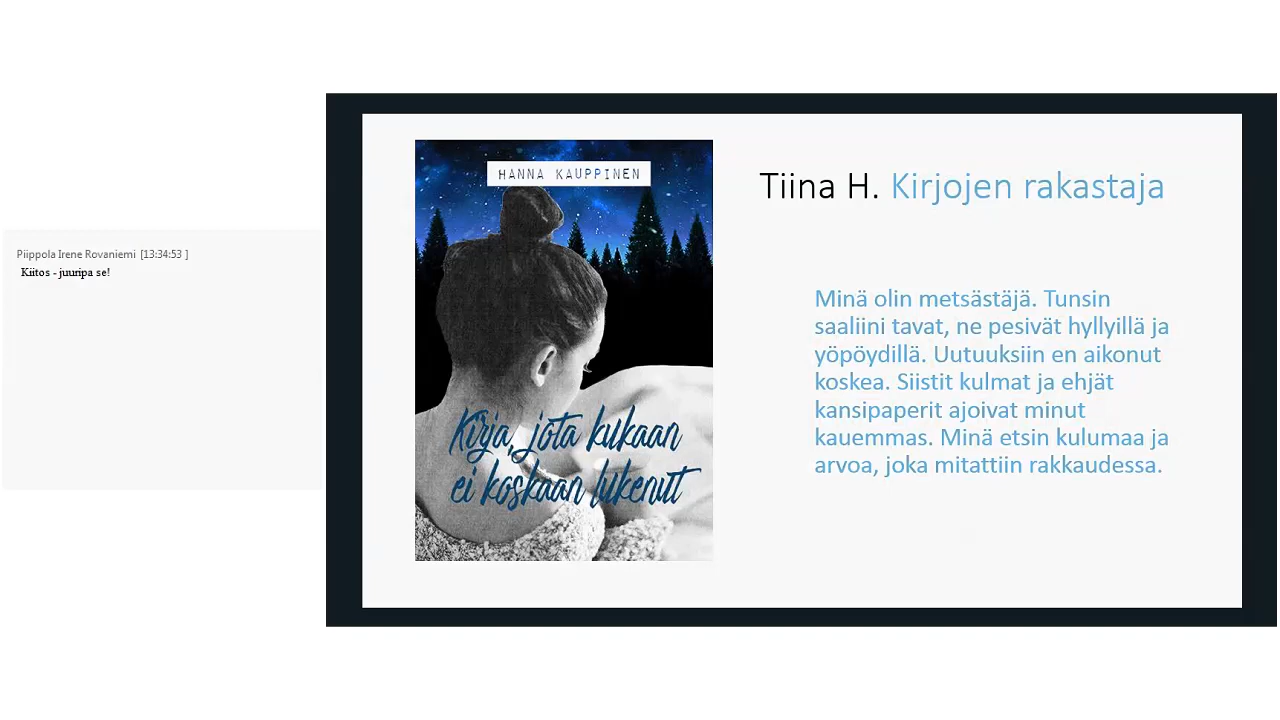 Piippola Irene Rovaniemi [13:34:53 ]
Kiitos - juuripa se!
HANNA KAUPPINEN
Kirja, jota kukaan
ei koskaan lukenut
Tiina H. Kirjojen rakastaja
Minä olin metsästäjä. Tunsin
saaliini tavat, ne pesivät hyllyillä ja
yöpöydillä. Uutuuksiin en aikonut
koskea. Siistit kulmat ja ehjät
kansipaperit ajoivat minut
kauemmas. Minä etsin kulumaa ja
arvoa, joka mitattiin rakkaudessa.